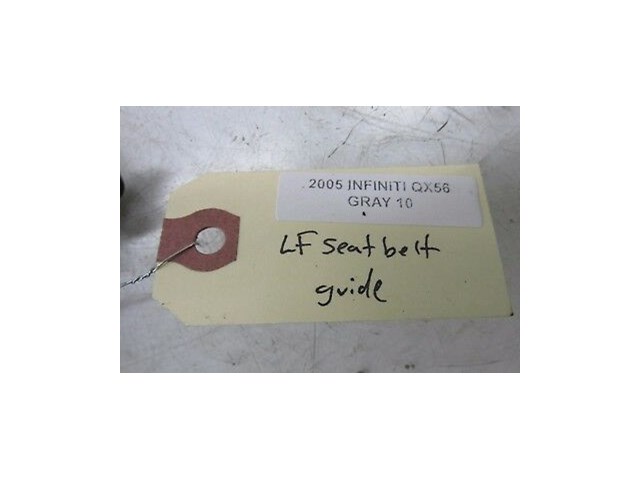 2005 INFINITI QX56
GRAY 10
LF seat belt
guide